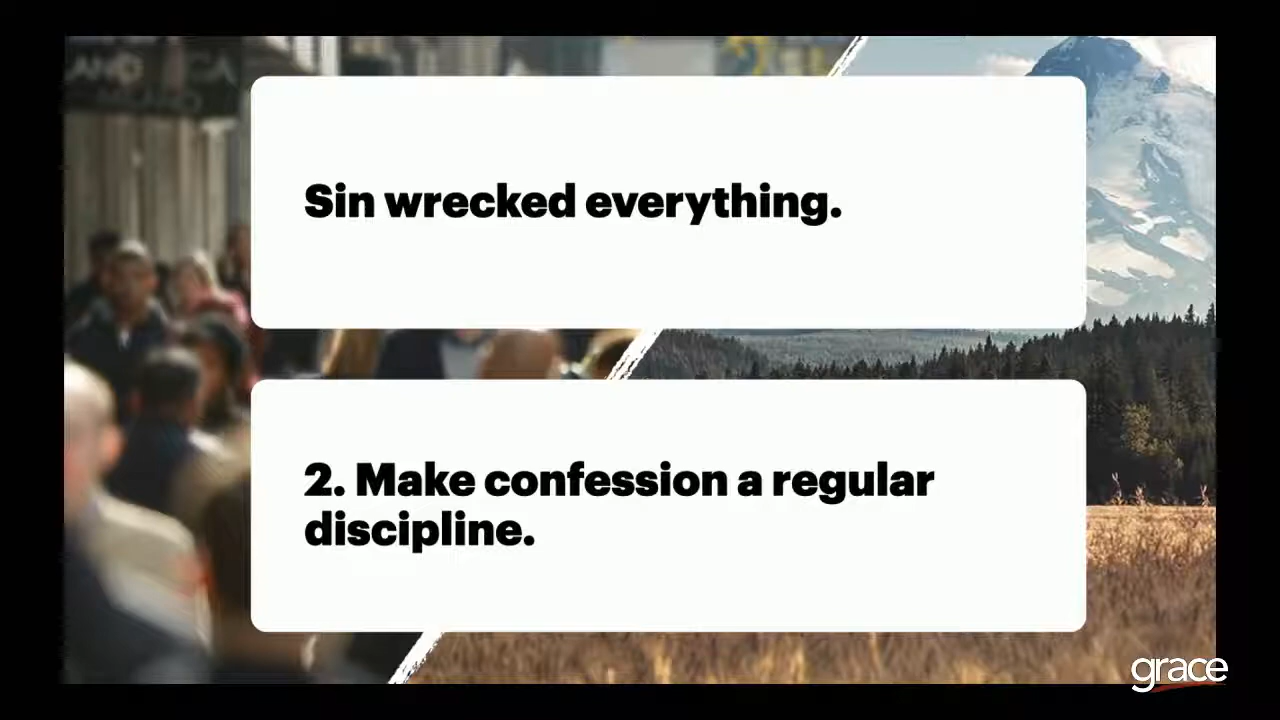 Sin wrecked everything.
2. Make confession a regular
discipline.
grace